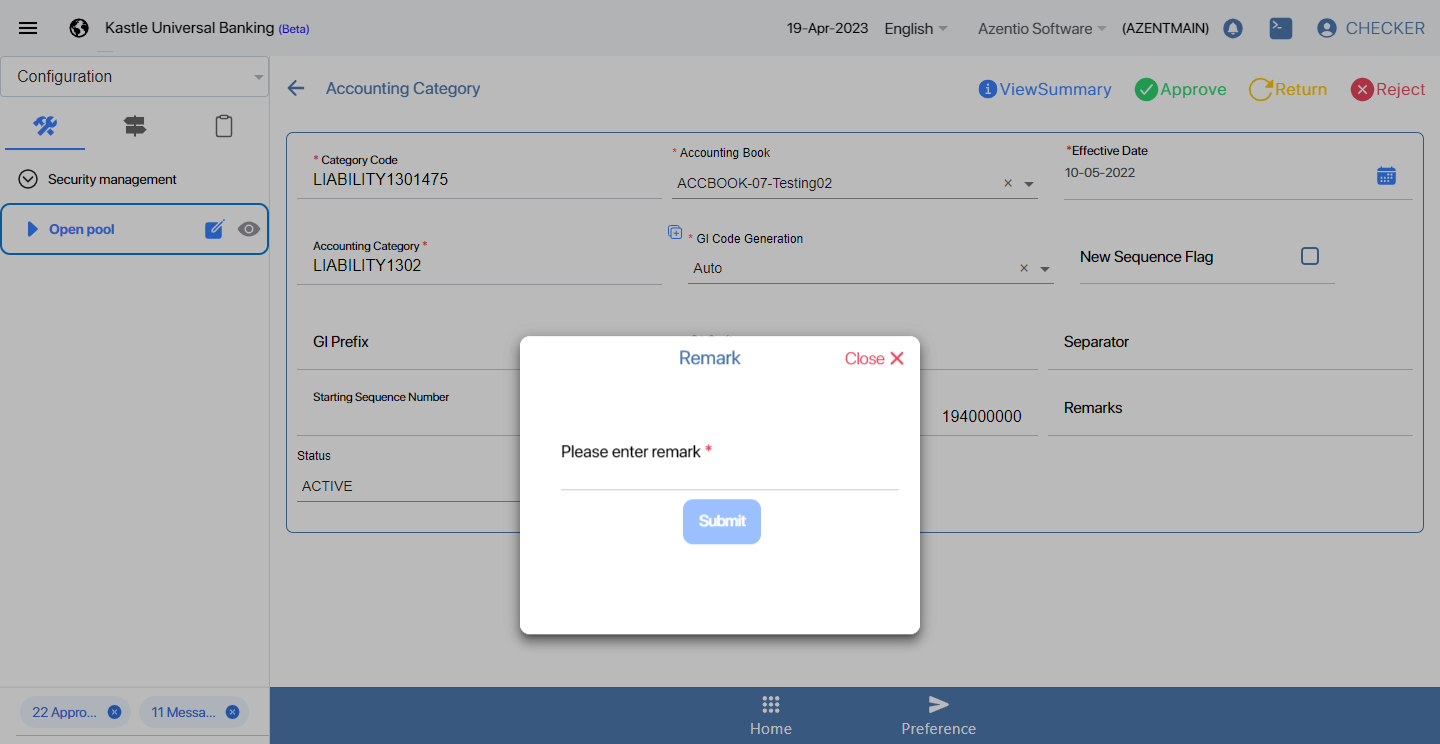 Kastle Universal Banking (Beta)
19-Apr-2023
English
Azentio Software
(AZENTMAIN)
CHECKER
Configuration
Accounting Category
ViewSummary
Approve
Return
Reject
Security management
Open pool
* Category Code
LIABILITY1301475
* Accounting Book
ACCBOOK-07-Testing02
*Effective Date
10-05-2022
Accounting Category *
LIABILITY1302
* GI Code Generation
Auto
New Sequence Flag
GI Prefix
Separator
Starting Sequence Number
194000000
Remarks
Status
ACTIVE
Remark
Close
Please enter remark *
Submit
22 Appro...
11 Messa...
Home
Preference